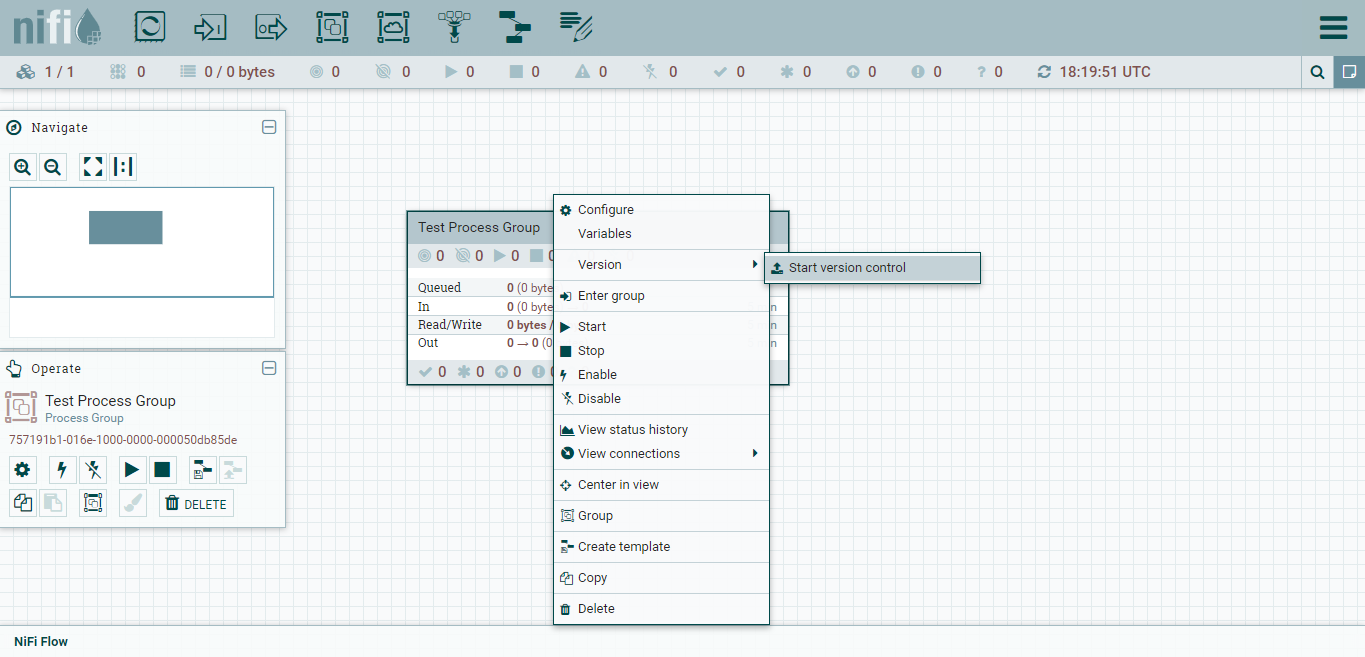 nifi
1 / 1 0 0 / 0 bytes 0 0 0 0 0 0 0 0 0 0 ? 0 18:19:51 UTC
Navigate
Operate
Test Process Group
Process Group
757191b1-016e-1000-0000-000050db85de
DELETE
Test Process Group
0 0 0 0
Queued 0 (0 byte
In 0 (0 byte n
Read/Write 0 bytes / n
Out 0 → 0 (0 n
0 0 0
Configure
Variables
Version
Start version control
Enter group
Start
Stop
Enable
Disable
View status history
View connections
Center in view
Group
Create template
Copy
Delete
NiFi Flow